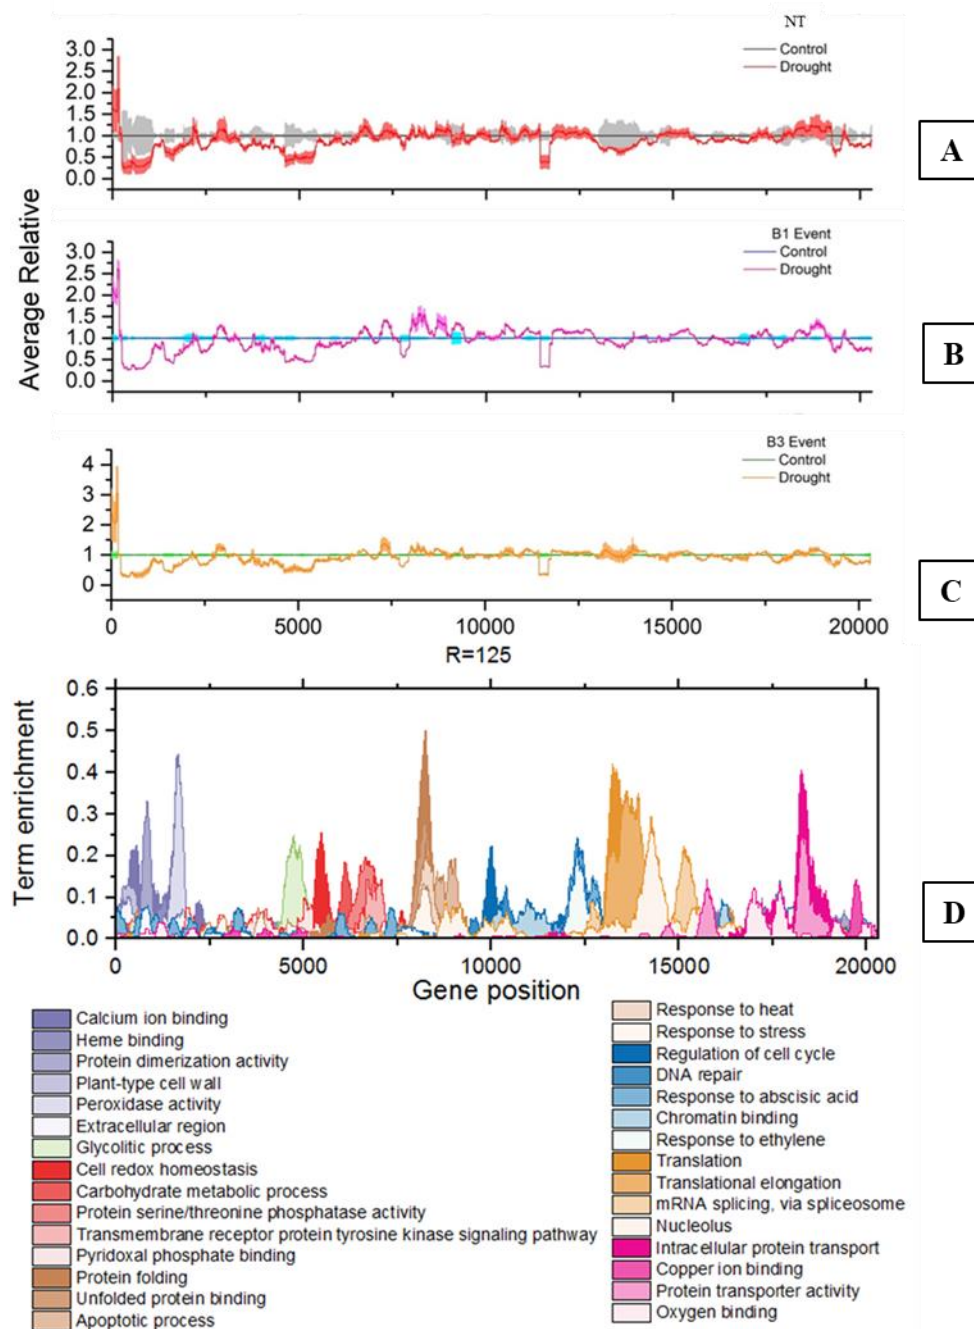 NT
Control
Drought
3.0
2.5
2.0
1.5
1.0
0.5
0.0
A
Average Relative
B1 Event
Control
Drought
3.0
2.5
2.0
1.5
1.0
0.5
0.0
B
B3 Event
Control
Drought
4
3
2
1
0
C
0 5000 10000 15000 20000
R=125
Term enrichment
0.6
0.5
0.4
0.3
0.2
0.1
0.0
D
0 5000 10000 15000 20000
Gene position
Calcium ion binding
Heme binding
Protein dimerization activity
Plant-type cell wall
Peroxidase activity
Extracellular region
Glycolitic process
Cell redox homeostasis
Carbohydrate metabolic process
Protein serine/threonine phosphatase activity
Transmembrane receptor protein tyrosine kinase signaling pathway
Pyridoxal phosphate binding
Protein folding
Unfolded protein binding
Apoptotic process
Response to heat
Response to stress
Regulation of cell cycle
DNA repair
Response to abscisic acid
Chromatin binding
Response to ethylene
Translation
Translational elongation
mRNA splicing, via spliceosome
Nucleolus
Intracellular protein transport
Copper ion binding
Protein transporter activity
Oxygen binding